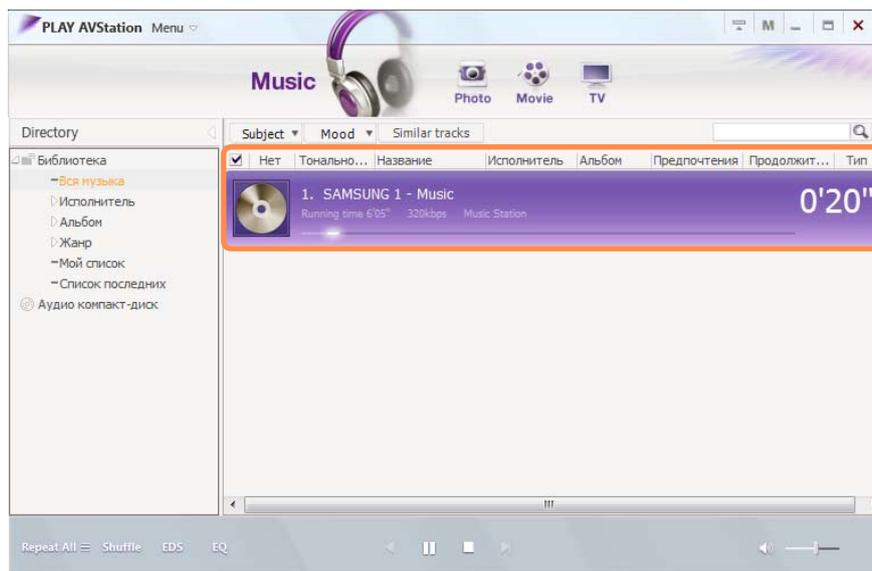 PLAY AVStation Menu
M
Music
Photo Movie TV
Directory
Subject Mood Similar tracks
Библиотека
Вся музыка
Исполнитель
Альбом
Жанр
Мой список
Список последних
Аудио компакт-диск
Нет Тонально... Название Исполнитель Альбом Предпочтения Продолжит... Тип
1. SAMSUNG 1 - Music
0'20"
Running time 6'05" 320kbps Music Station
Repeat All Shuffle EDS EQ